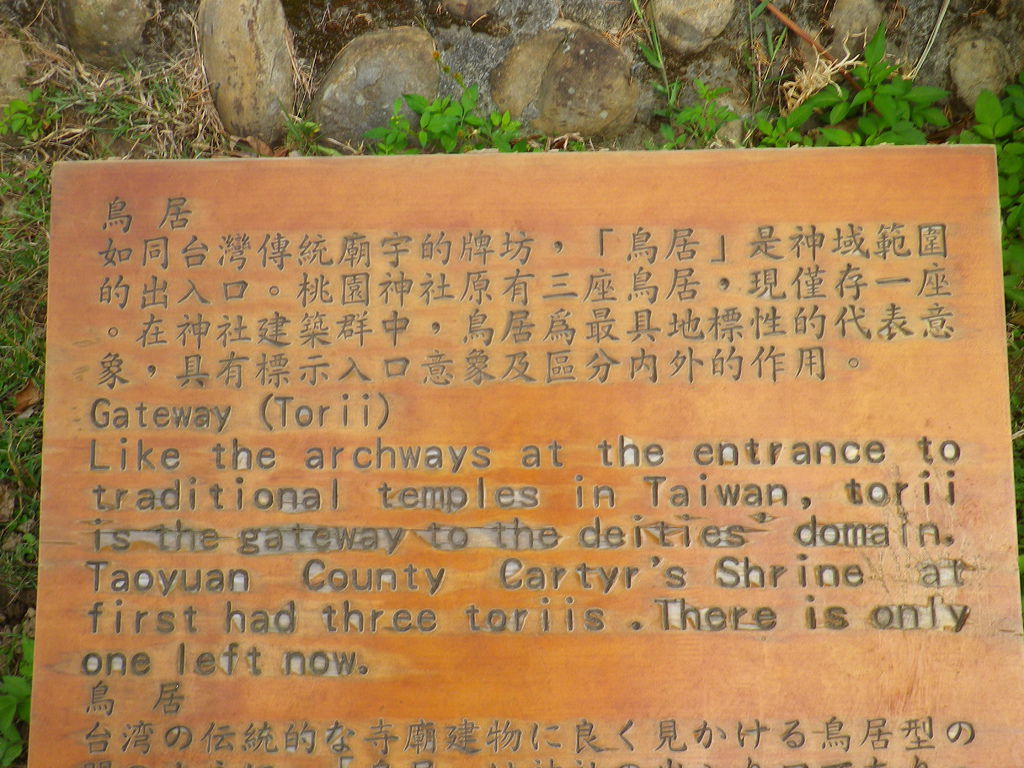 鳥 居
如同台灣傳統廟宇的牌坊，「鳥居」是神域範圍
的出入口。桃園神社原有三座鳥居，現僅存一座
。在神社建築群中，鳥居爲最具地標性的代表意
象，具有標示入口意象及區分內外的作用。
Gateway (Torii)
Like the archways at the entrance to
traditional temples in Taiwan, torii
is the gateway to the deities' domain.
Taoyuan County Cartyr's Shrine at
first had three toriis .There is only
one left now.
鳥 居
台湾の伝統的な寺廟建物に良く見かける鳥居型の